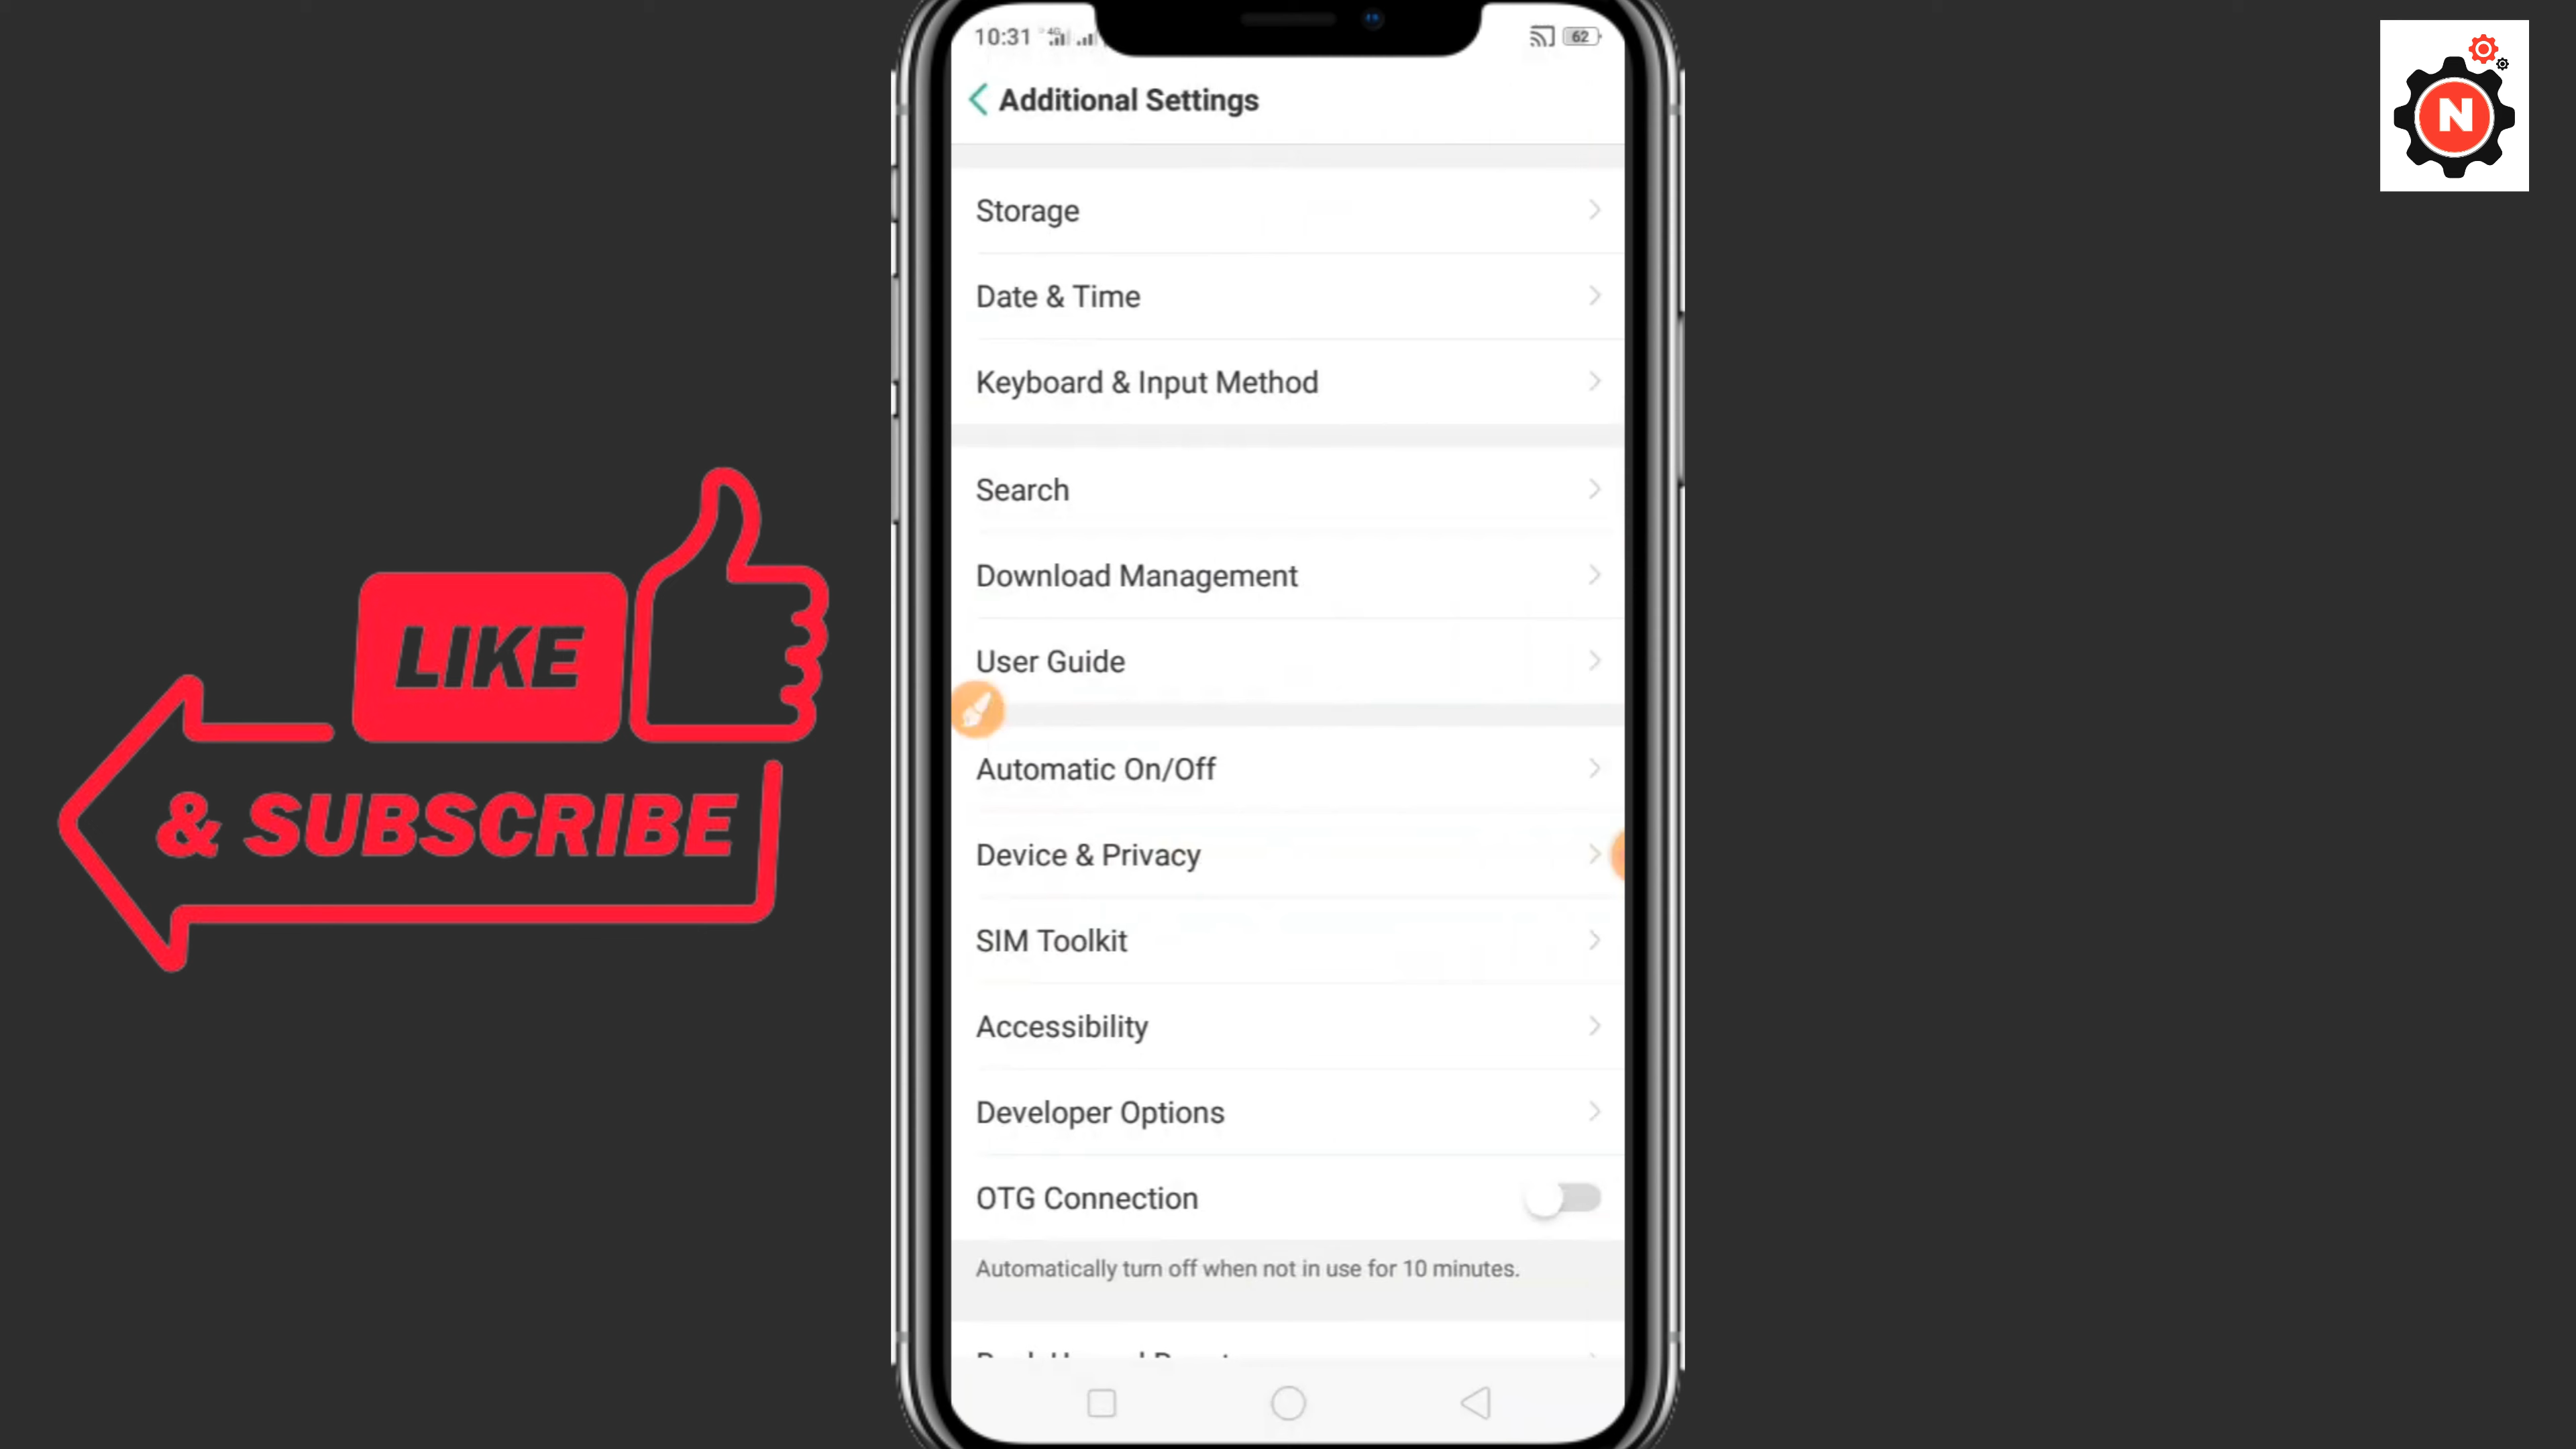 10:31
4G
62
N
Additional Settings
Storage
Date & Time
Keyboard & Input Method
Search
Download Management
User Guide
Automatic On/Off
Device & Privacy
SIM Toolkit
Accessibility
Developer Options
OTG Connection
Automatically turn off when not in use for 10 minutes.
LIKE
& SUBSCRIBE